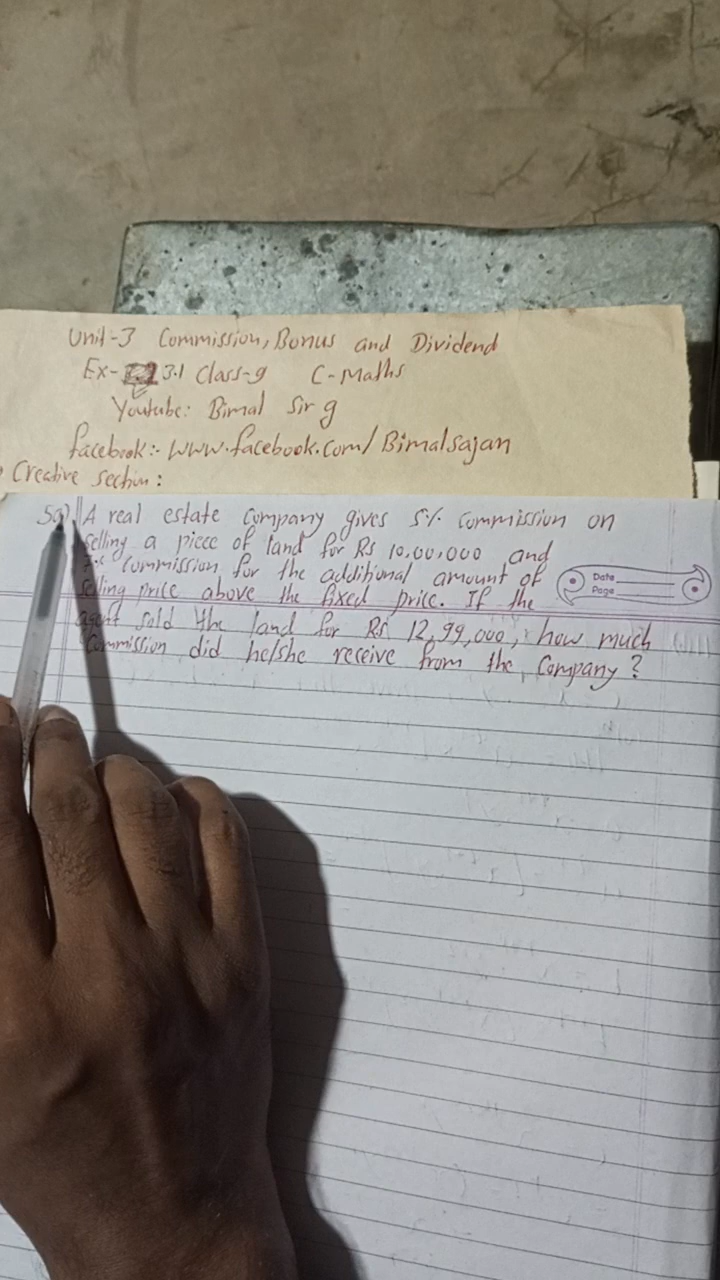 Unit-3 Commission, Bonus and Dividend
Ex- 3.1 Class-9 C-Maths
Youtube: Bimal Sir g
facebook:- www.facebook.com/Bimalsajan
Creative section:
5a) A real estate company gives 5% commission on
selling a piece of land for Rs 10,00,000 and
commission for the additional amount of
selling price above the fixed price. If the
agent sold the land for Rs 12,99,000, how much
commission did he/she receive from the company?
Date
Page